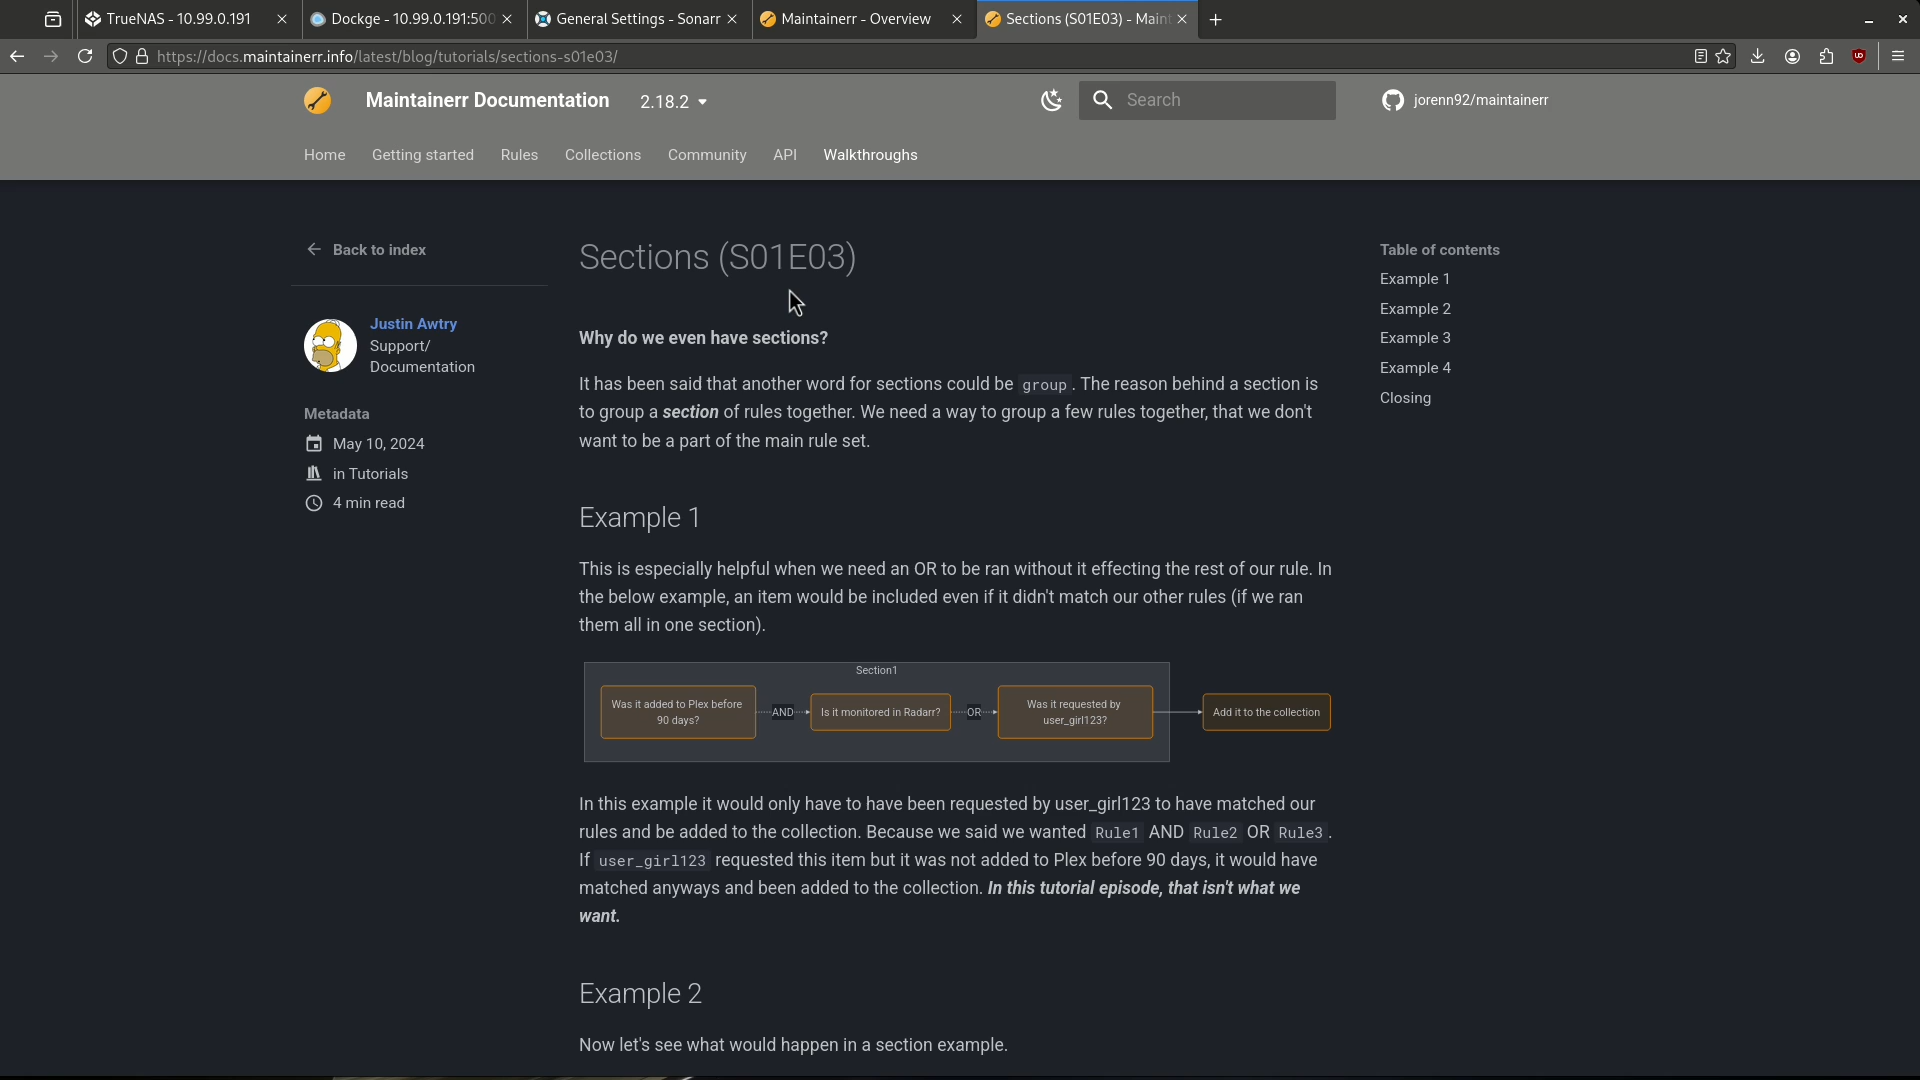 TrueNAS - 10.99.0.191
Dockge - 10.99.0.191:500
General Settings - Sonarr
Maintainerr - Overview
Sections (S01E03) - Maint
https://docs.maintainerr.info/latest/blog/tutorials/sections-s01e03/
Maintainerr Documentation
2.18.2
Search
jorenn92/maintainerr
Home
Getting started
Rules
Collections
Community
API
Walkthroughs
Back to index
Justin Awtry
Support/
Documentation
Metadata
May 10, 2024
in Tutorials
4 min read
Sections (S01E03)
Why do we even have sections?
It has been said that another word for sections could be group. The reason behind a section is
to group a section of rules together. We need a way to group a few rules together, that we don't
want to be a part of the main rule set.
Example 1
This is especially helpful when we need an OR to be ran without it effecting the rest of our rule. In
the below example, an item would be included even if it didn't match our other rules (if we ran
them all in one section).
Section1
Was it added to Plex before
90 days?
AND
Is it monitored in Radarr?
OR
Was it requested by
user_girl123?
Add it to the collection
In this example it would only have to have been requested by user_girl123 to have matched our
rules and be added to the collection. Because we said we wanted Rule1 AND Rule2 OR Rule3.
If user_girl123 requested this item but it was not added to Plex before 90 days, it would have
matched anyways and been added to the collection. In this tutorial episode, that isn't what we
want.
Example 2
Now let's see what would happen in a section example.
Table of contents
Example 1
Example 2
Example 3
Example 4
Closing